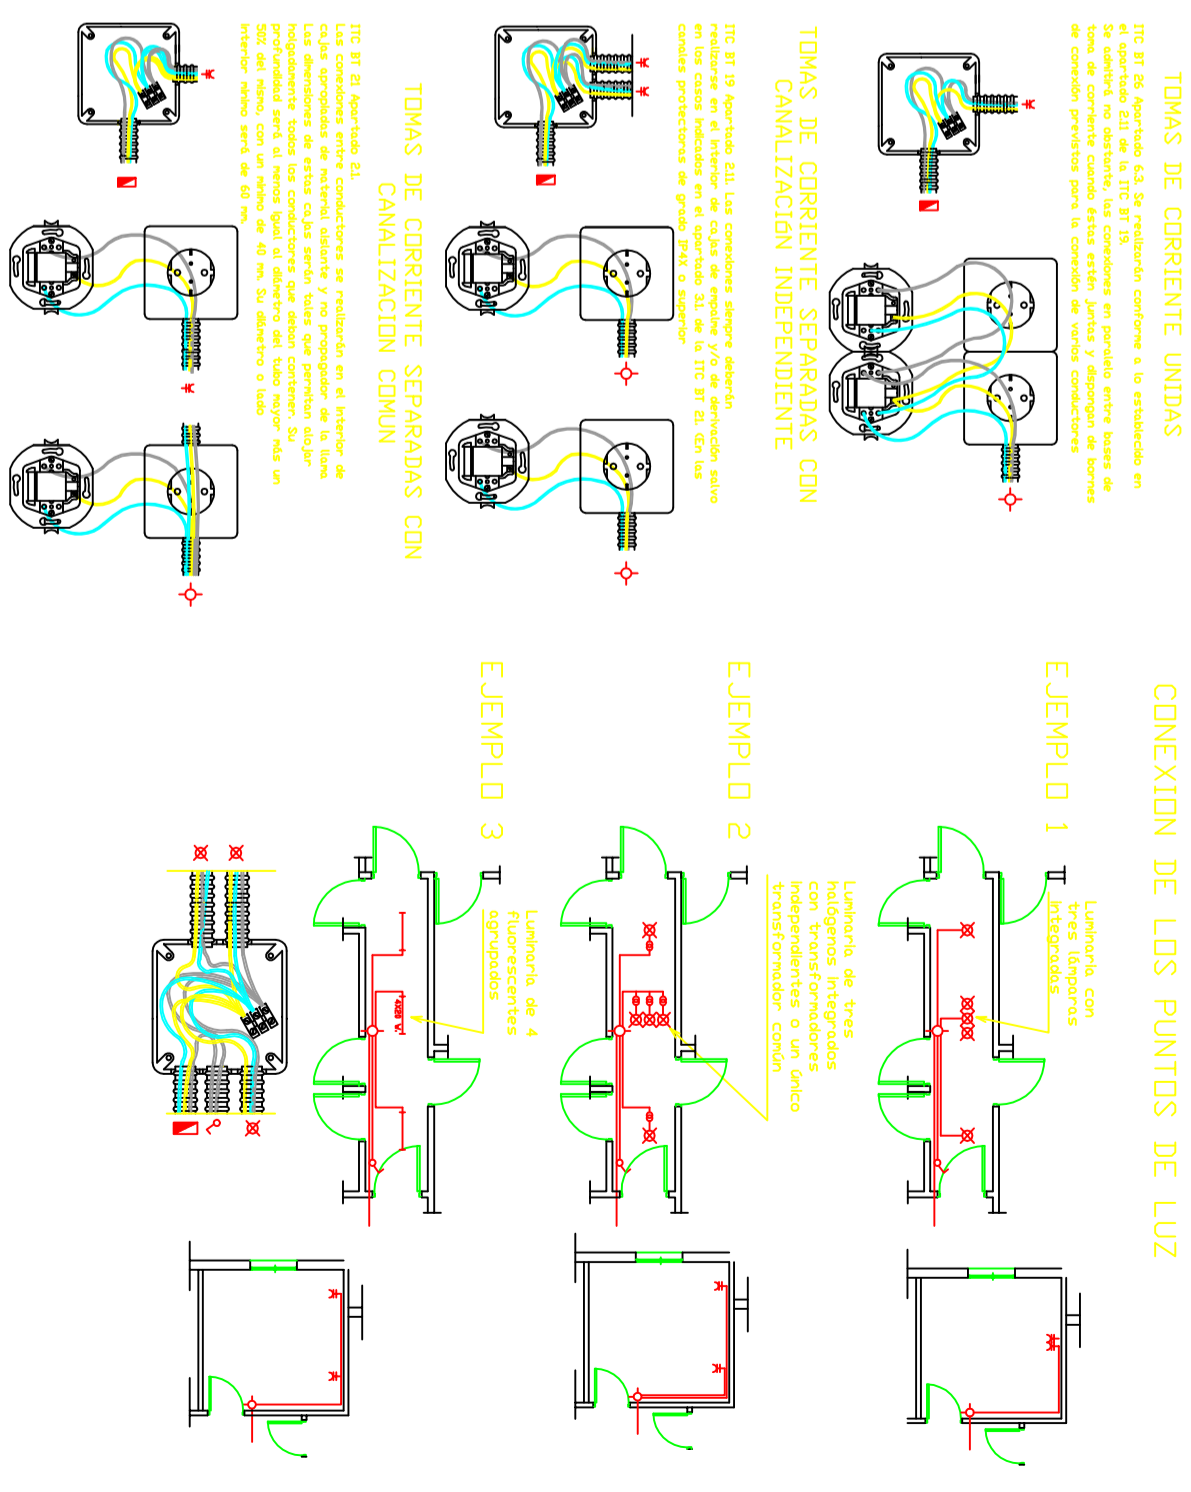 TOMAS DE CORRIENTE UNIDAS
ITC BT 26 Apartado 6.3. Se realizarán conforme a lo establecido en
el apartado 2.11 de la ITC BT 19.
Se admitirá no obstante, las conexiones en paralelo entre bases de
toma de corriente cuando éstas estén juntas y dispongan de bornes
de conexión previstos para la conexión de varios conductores
TOMAS DE CORRIENTE SEPARADAS CON
CANALIZACIÓN INDEPENDIENTE
ITC BT 19 Apartado 2.11. Las conexiones siempre deberán
realizarse en el interior de cajas de empalme y/o de derivación salvo
en los casos indicados en el apartado 3.1. de la ITC BT 21. (En las
canales protectoras de grado IP4X o superior
TOMAS DE CORRIENTE SEPARADAS CON
CANALIZACION COMUN
ITC BT 21 Apartado 2.1.
Las conexiones entre conductores se realizarán en el interior de
cajas apropiadas de material aislante y no propagador de la llama
Las dimensiones de estas cajas serán tales que permitan alojar
holgadamente todos los conductores que deban contener. Su
profundidad será al menos igual al diámetro del tubo mayor más un
50% del mismo, con un mínimo de 40 mm. Su diámetro o lado
interior mínimo será de 60 mm.
CONEXION DE LOS PUNTOS DE LUZ
EJEMPLO 1
Luminaria con
tres lámparas
integradas
EJEMPLO 2
Luminaria de tres
halógenos integrados
con transformadores
independientes o un único
transformador común
EJEMPLO 3
Luminaria de 4
fluorescentes
agrupados
4X20 W.